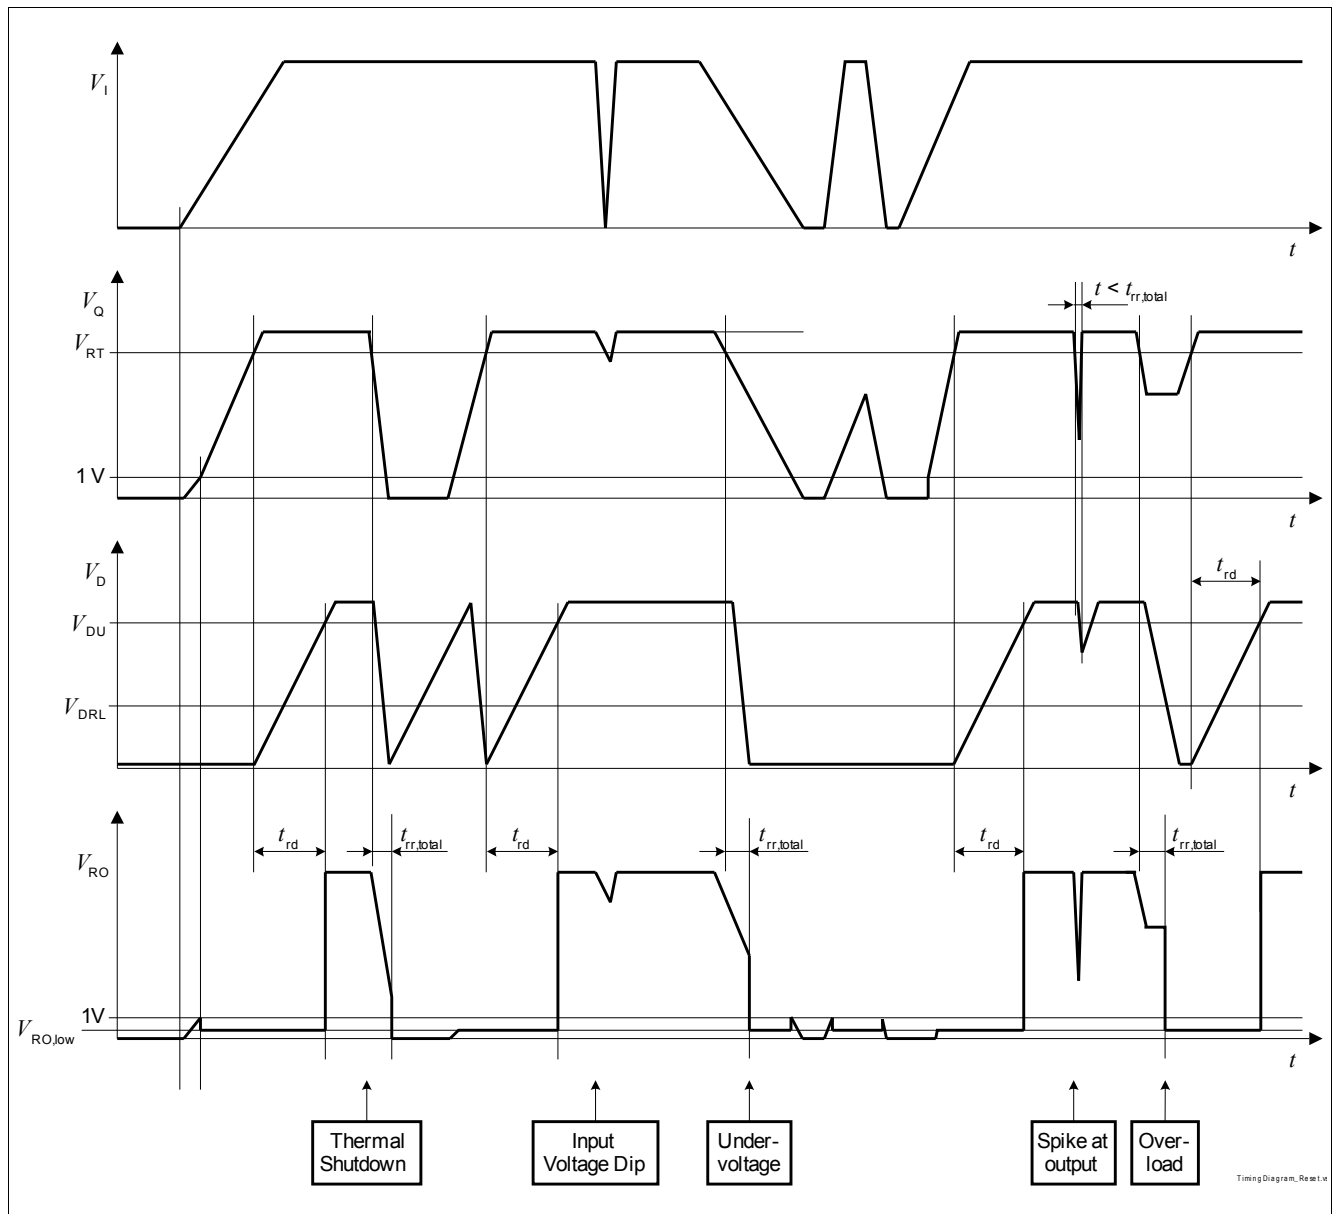 V_I
t
V_Q
t < t_rr,total
V_RT
1 V
t
V_D
t_rd
V_DU
V_DRL
t
t_rd
t_rr,total
t_rd
t_rr,total
t_rd
t_rr,total
V_RO
1V
V_RO,low
t
Thermal
Shutdown
Input
Voltage Dip
Under-
voltage
Spike at
output
Over-
load